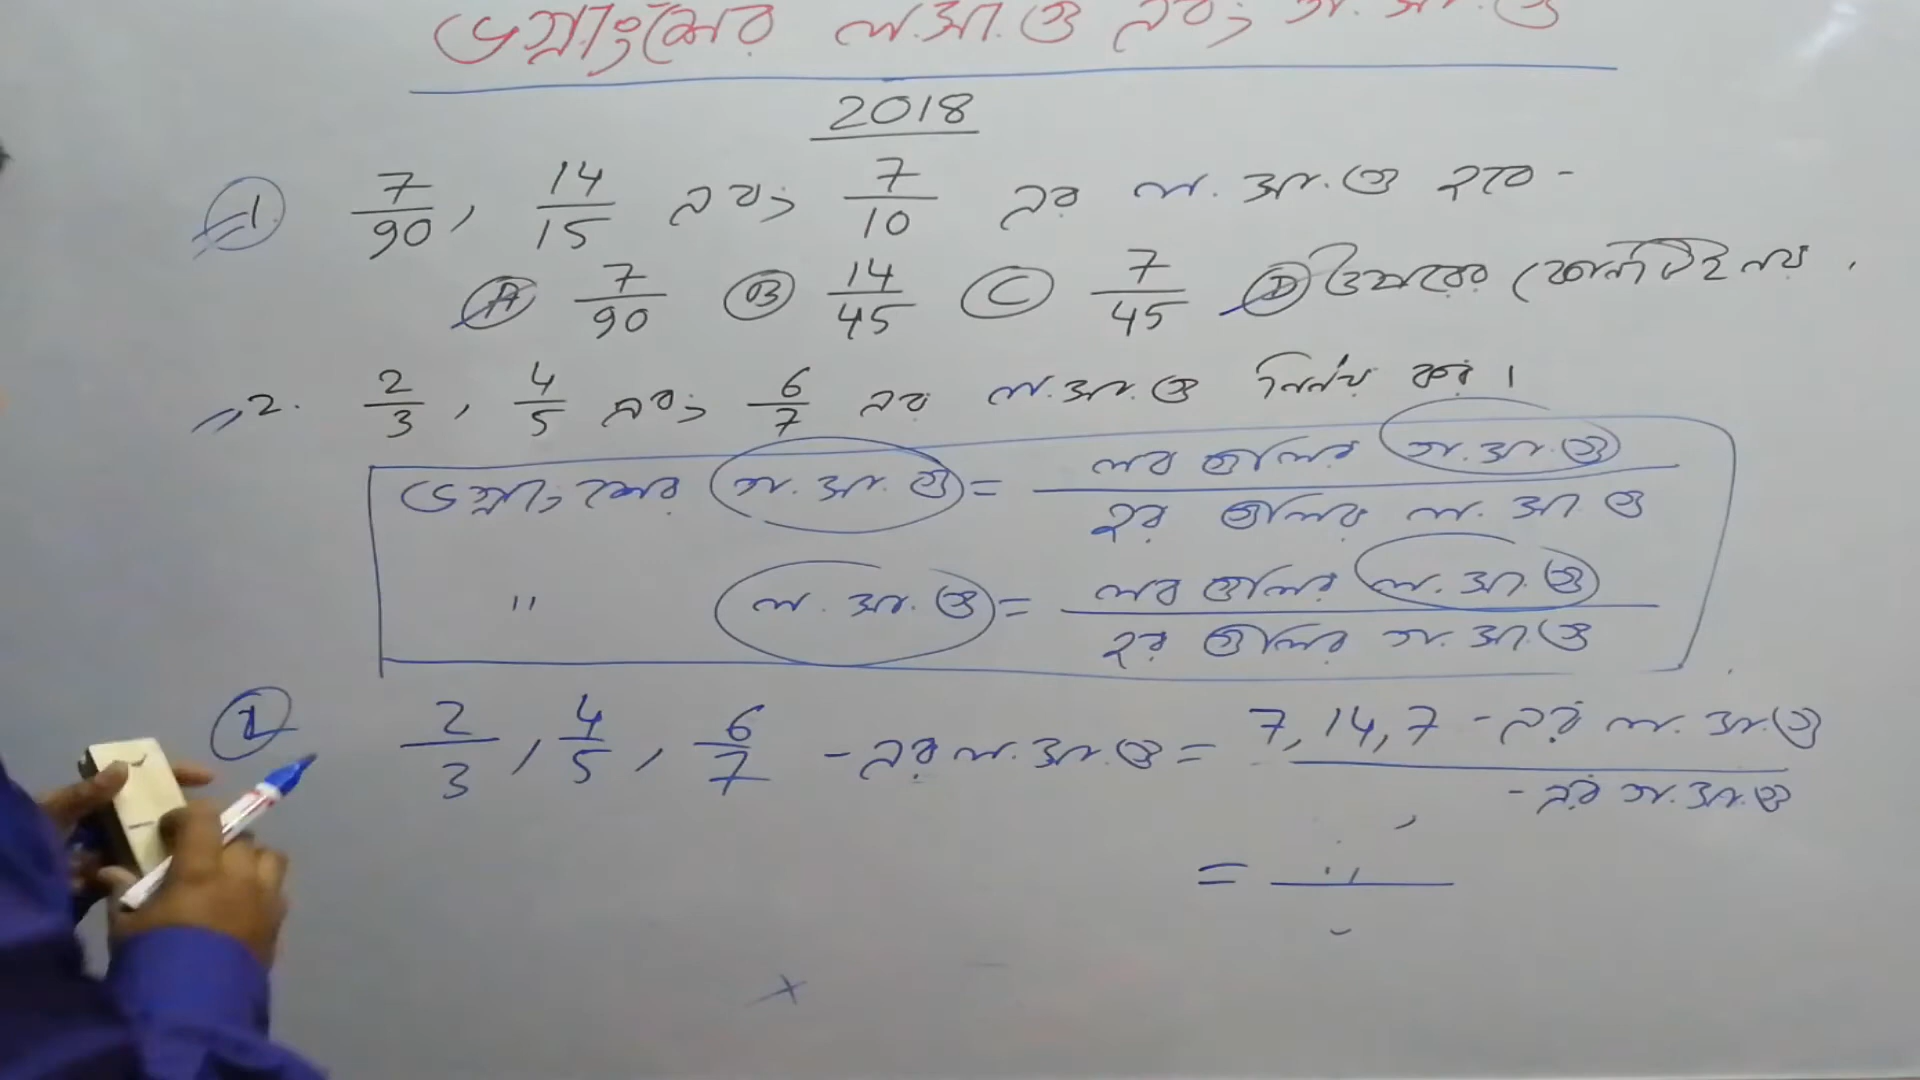 ভগ্নাংশের ল.সা.গু এবং গ.সা.গু
2018
1 7/90, 14/15 এবং 7/10 এর ল.সা.গু হবে -
A 7/90 B 14/45 C 7/45 D উপরের কোনটিই নয়.
2. 2/3, 4/5 এবং 6/7 এর ল.সা.গু নির্ণয় কর।
ভগ্নাংশের গ.সা.গু = লব গুলির গ.সা.গু / হর গুলির ল.সা.গু
" ল.সা.গু = লব গুলির ল.সা.গু / হর গুলির গ.সা.গু
2/3, 4/5, 6/7 - এর ল.সা.গু = 7, 14, 7 - এর ল.সা.গু / - এর গ.সা.গু
=